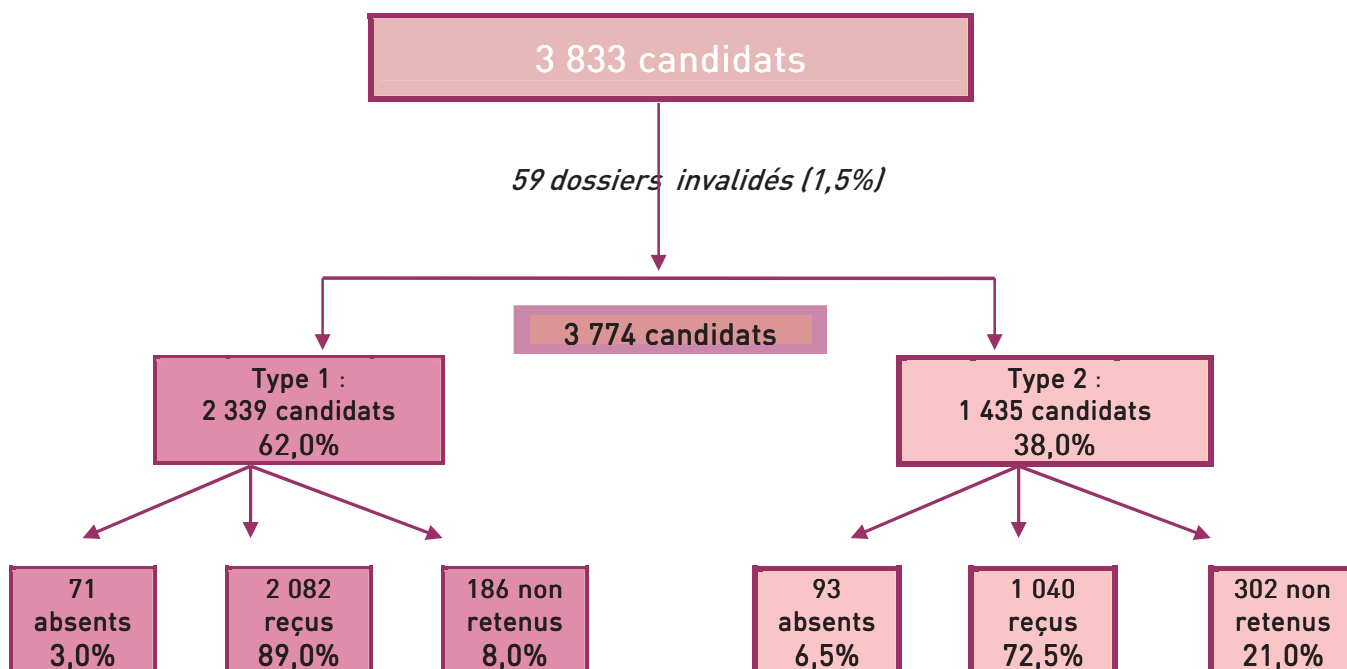 3 833 candidats
59 dossiers invalidés (1,5%)
3 774 candidats
Type 1 :
2 339 candidats
62,0%
Type 2 :
1 435 candidats
38,0%
71
absents
3,0%
2 082
reçus
89,0%
186 non
retenus
8,0%
93
absents
6,5%
1 040
reçus
72,5%
302 non
retenus
21,0%